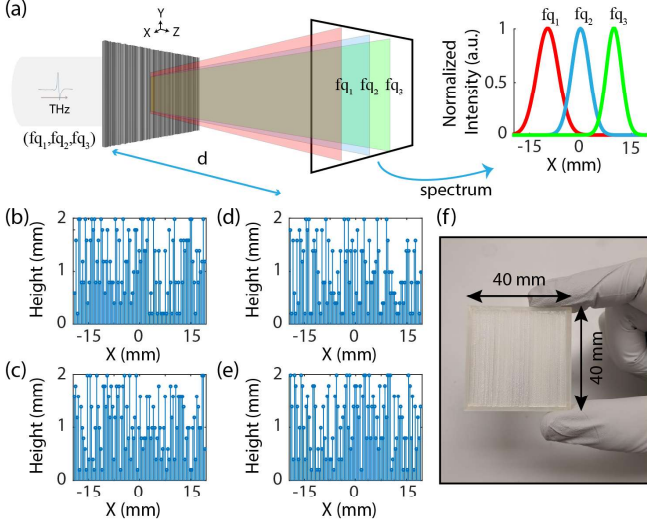 (a)
Y
X Z
THz
(fq1,fq2,fq3)
d
fq1 fq2 fq3
spectrum
fq1 fq2 fq3
Normalized
Intensity (a.u.)
1
0.5
0
-15 0 15
X (mm)
(b)
Height (mm)
2
1
0
-15 0 15
X (mm)
(d)
Height (mm)
2
1
0
-15 0 15
X (mm)
(c)
Height (mm)
2
1
0
-15 0 15
X (mm)
(e)
Height (mm)
2
1
0
-15 0 15
X (mm)
(f)
40 mm
40 mm